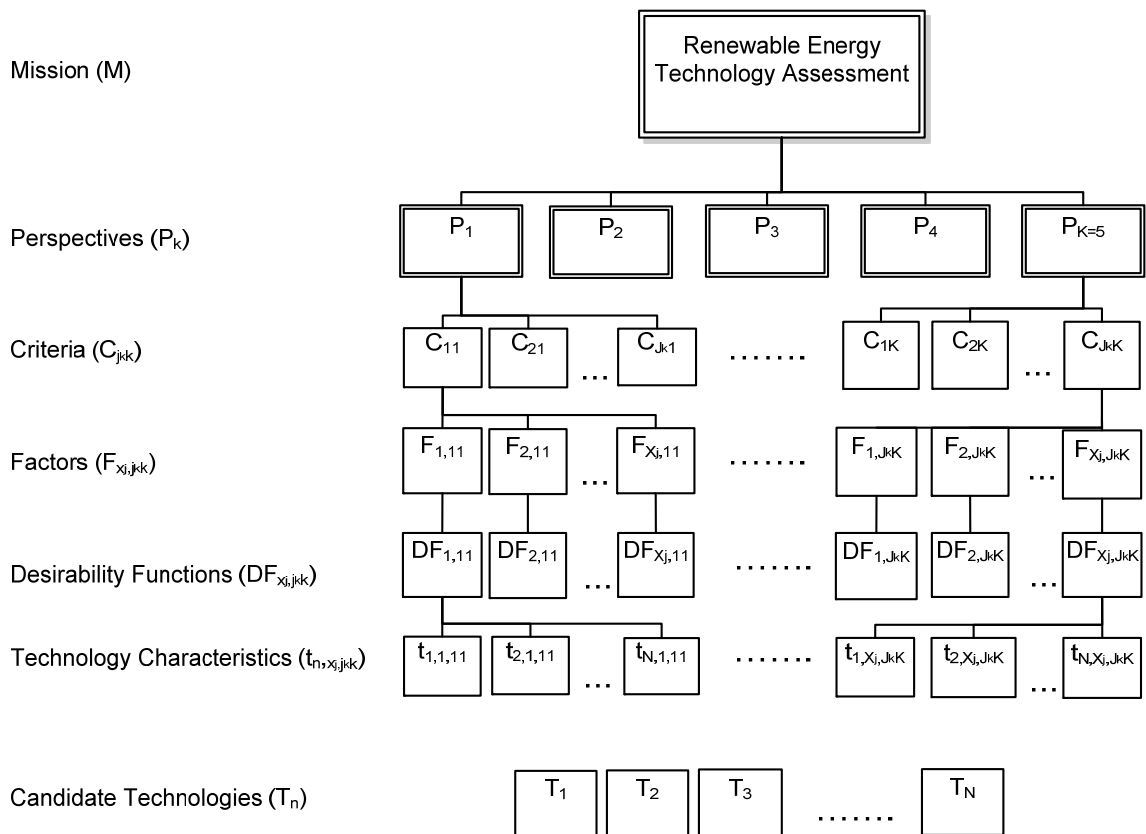 Renewable Energy
Technology Assessment
Mission (M)
Perspectives (Pk)
P1 P2 P3 P4 PK=5
Criteria (Cjkk)
C11 C21 ... CJk1 ....... C1K C2K ... CJkK
Factors (Fxj,jkk)
F1,11 F2,11 ... FXj,11 ....... F1,JkK F2,JkK ... FXj,JkK
Desirability Functions (DFxj,jkk)
DF1,11 DF2,11 ... DFXj,11 ....... DF1,JkK DF2,JkK ... DFXj,JkK
Technology Characteristics (tn,xj,jkk)
t1,1,11 t2,1,11 ... tN,1,11 ....... t1,Xj,JkK t2,Xj,JkK ... tN,Xj,JkK
Candidate Technologies (Tn)
T1 T2 T3 ....... TN